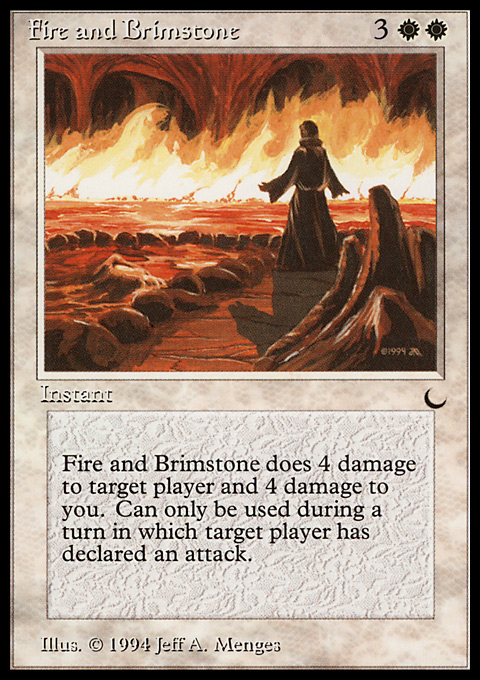 Fire and Brimstone 3
©1994
Instant
Fire and Brimstone does 4 damage
to target player and 4 damage to
you. Can only be used during a
turn in which target player has
declared an attack.
Illus. © 1994 Jeff A. Menges